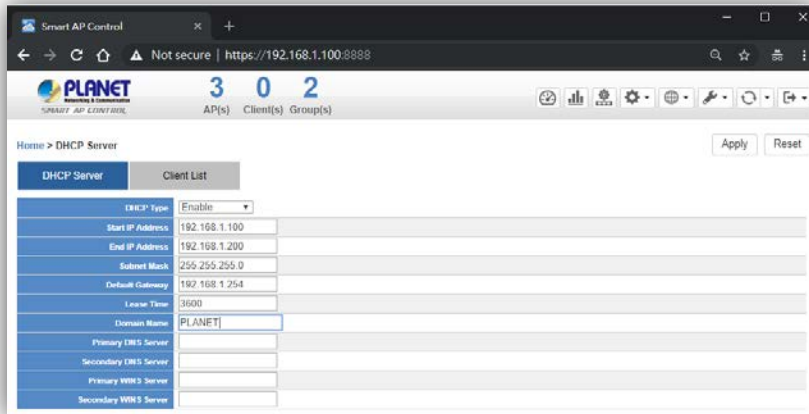 Smart AP Control
Not secure | https://192.168.1.100:8888
PLANET
Networking & Communication
SMART AP CONTROL
3 0 2
AP(s) Client(s) Group(s)
Home > DHCP Server
Apply Reset
DHCP Server Client List
DHCP Type Enable
Start IP Address 192.168.1.100
End IP Address 192.168.1.200
Subnet Mask 255.255.255.0
Default Gateway 192.168.1.254
Lease Time 3600
Domain Name PLANET
Primary DNS Server
Secondary DNS Server
Primary WINS Server
Secondary WINS Server